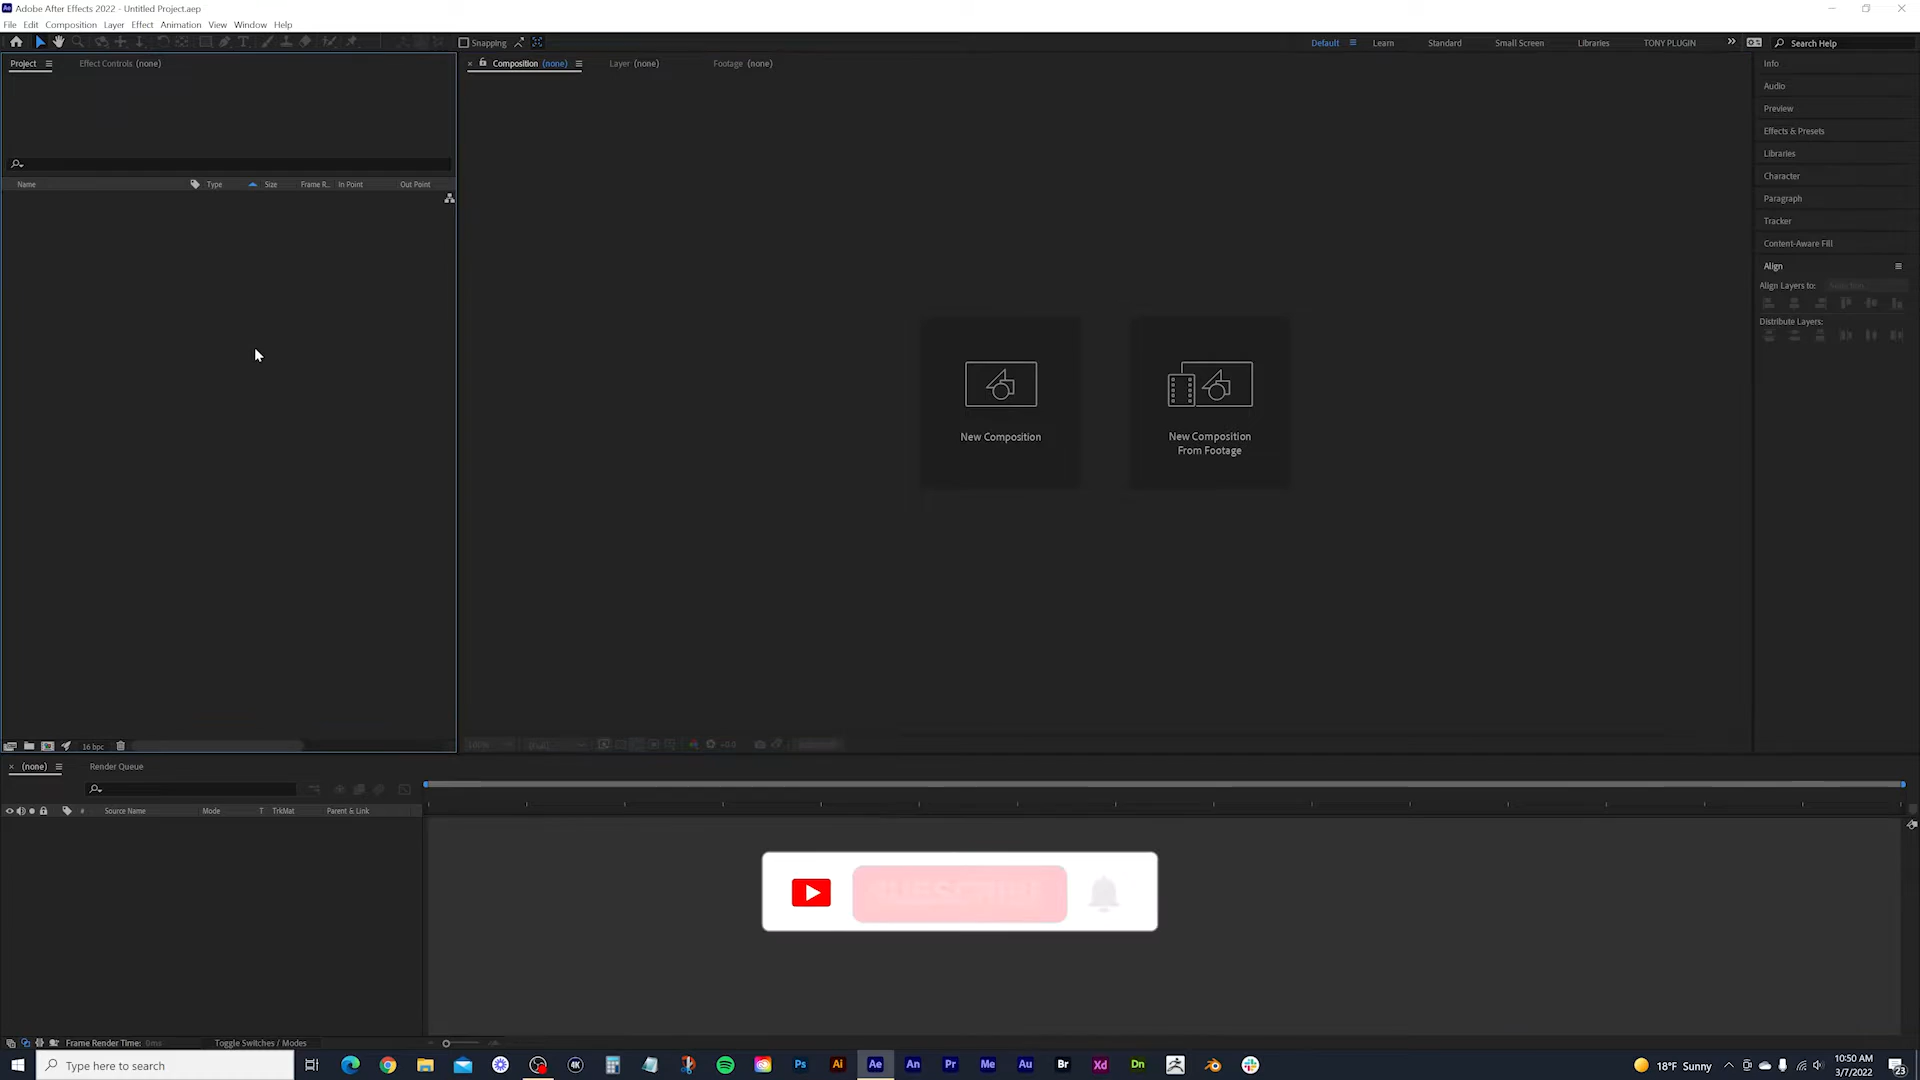 Adobe After Effects 2022 - Untitled Project.aep
File Edit Composition Layer Effect Animation View Window Help
Snapping
Default Learn Standard Small Screen Libraries TONY PLUGIN Search Help
Project Effect Controls (none)
Composition (none) Layer (none) Footage (none)
Info
Audio
Preview
Effects & Presets
Libraries
Character
Paragraph
Tracker
Content-Aware Fill
Align
Align Layers to:
Distribute Layers:
Name Type Size Frame R... In Point Out Point
New Composition
New Composition
From Footage
16 bpc
+0.0
(none) Render Queue
# Source Name Mode T TrkMat Parent & Link
Frame Render Time: 0ms Toggle Switches / Modes
Type here to search
4K Ps Ai Ae An Pr Me Au Br Xd Dn
18°F Sunny
10:50 AM
3/7/2022
23